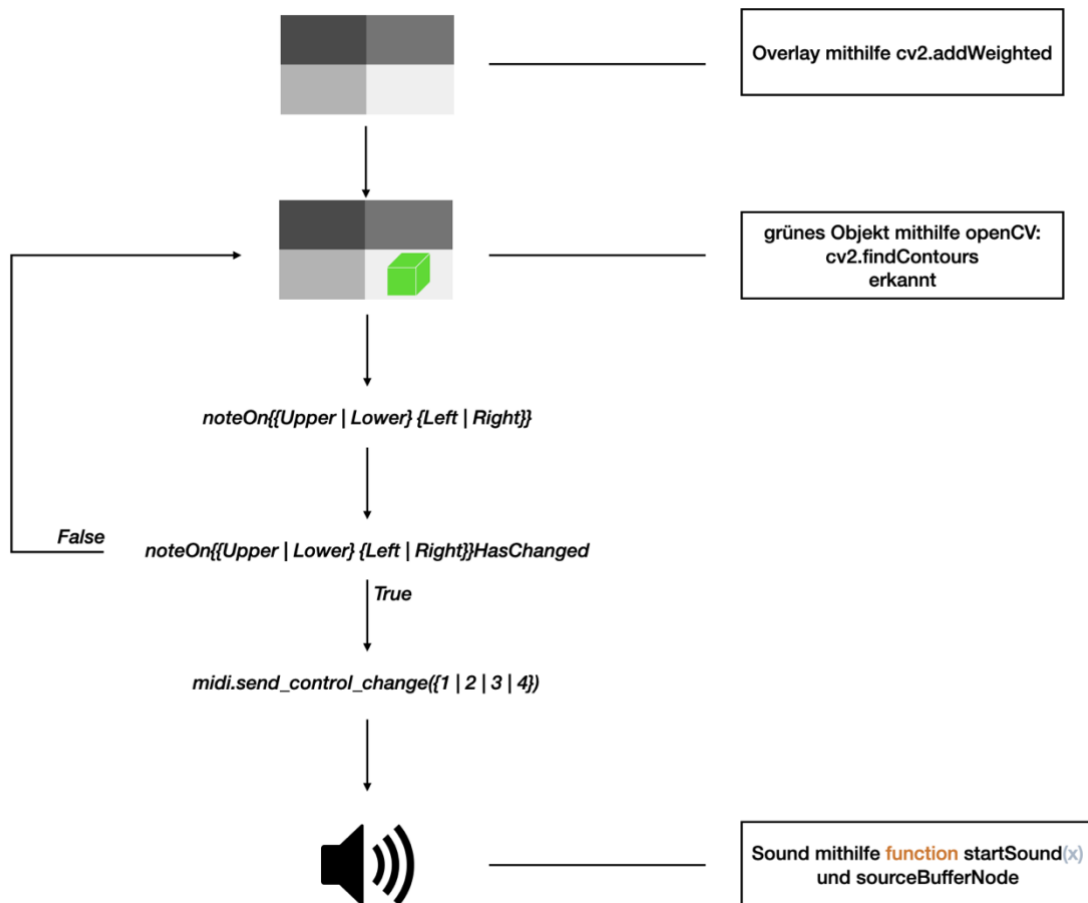 Overlay mithilfe cv2.addWeighted
grünes Objekt mithilfe openCV:
cv2.findContours
erkannt
noteOn{{Upper | Lower} {Left | Right}}
False
noteOn{{Upper | Lower} {Left | Right}}HasChanged
True
midi.send_control_change({1 | 2 | 3 | 4})
Sound mithilfe function startSound(x)
und sourceBufferNode